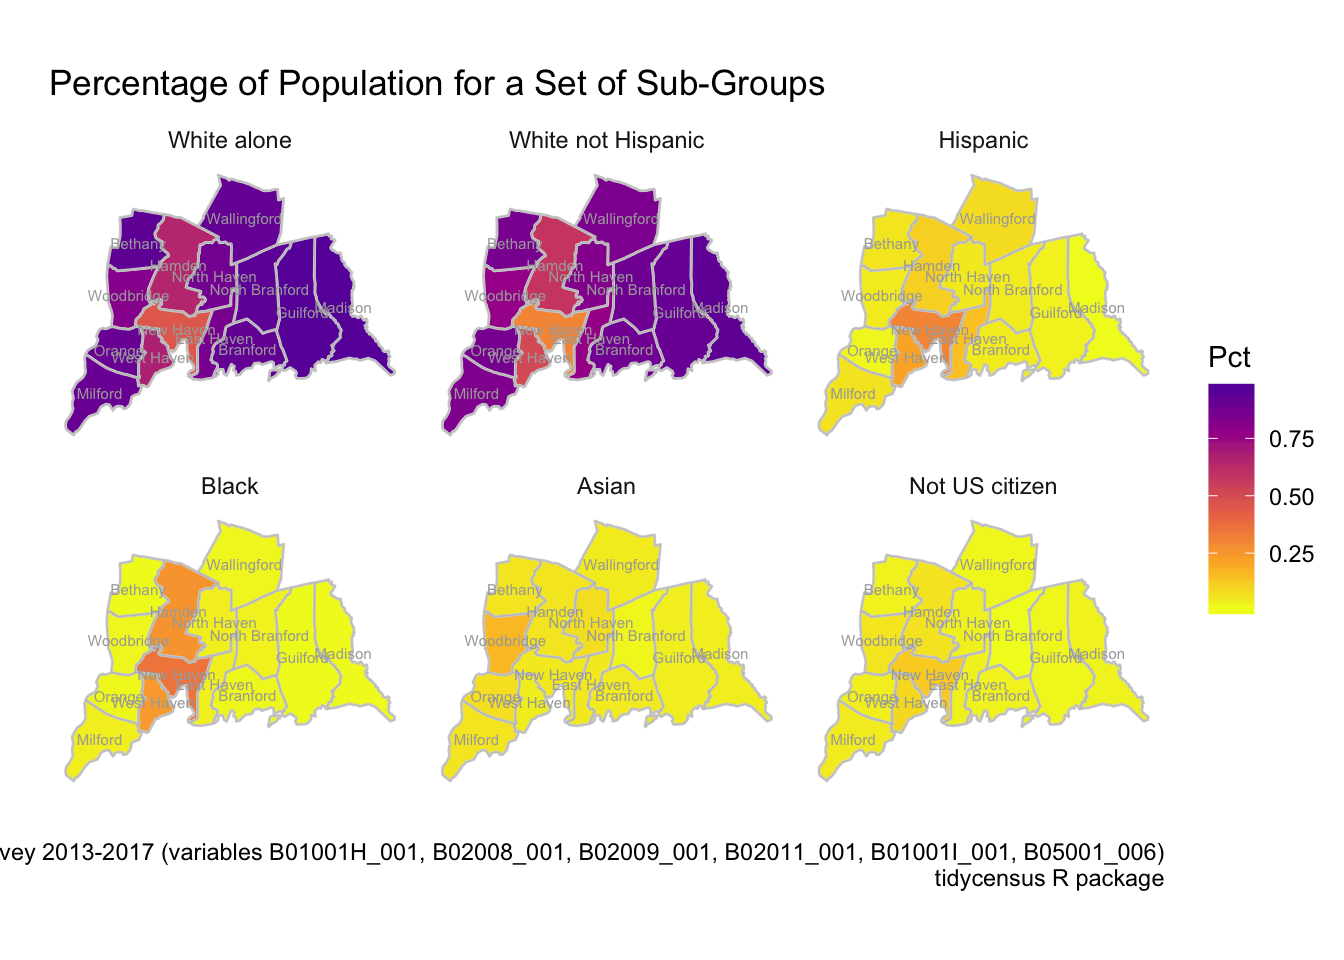 Percentage of Population for a Set of Sub-Groups
White alone
White not Hispanic
Hispanic
Wallingford
Bethany
Hamden
North Haven
Woodbridge
North Branford
Madison
Guilford
New Haven
East Haven
Orange
West Haven
Branford
Milford
Wallingford
Bethany
Hamden
North Haven
Woodbridge
North Branford
Madison
Guilford
New Haven
East Haven
Orange
West Haven
Branford
Milford
Wallingford
Bethany
Hamden
North Haven
Woodbridge
North Branford
Madison
Guilford
New Haven
East Haven
Orange
West Haven
Branford
Milford
Pct
0.75
0.50
0.25
Black
Asian
Not US citizen
Wallingford
Bethany
Hamden
North Haven
Woodbridge
North Branford
Madison
Guilford
New Haven
East Haven
Orange
West Haven
Branford
Milford
Wallingford
Bethany
Hamden
North Haven
Woodbridge
North Branford
Madison
Guilford
New Haven
East Haven
Orange
West Haven
Branford
Milford
Wallingford
Bethany
Hamden
North Haven
Woodbridge
North Branford
Madison
Guilford
New Haven
East Haven
Orange
West Haven
Branford
Milford
vey 2013-2017 (variables B01001H_001, B02008_001, B02009_001, B02011_001, B01001I_001, B05001_006)
tidycensus R package